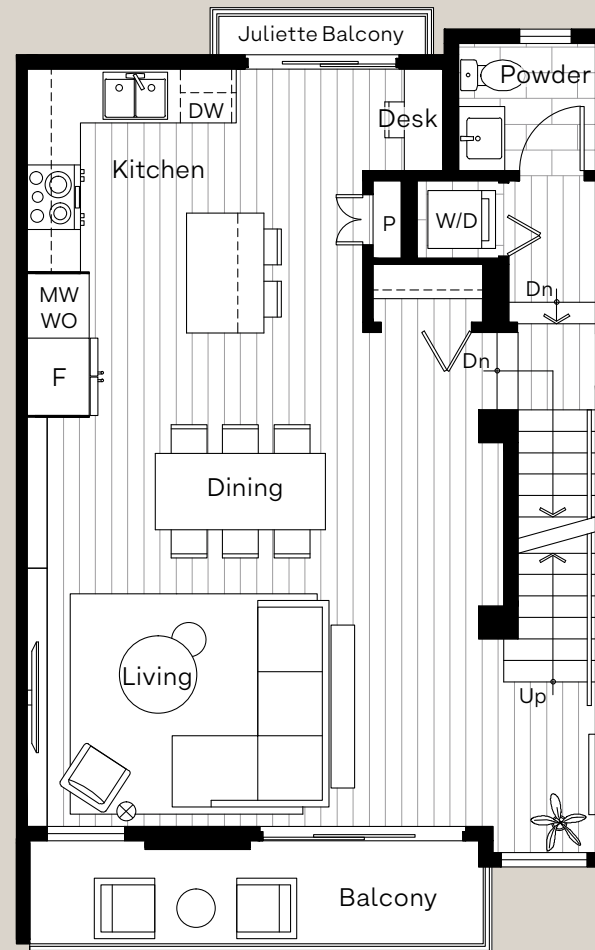 Juliette Balcony
Powder
DW
Desk
Kitchen
P
W/D
MW
WO
Dn
F
Dn
Dining
Living
Up
Balcony